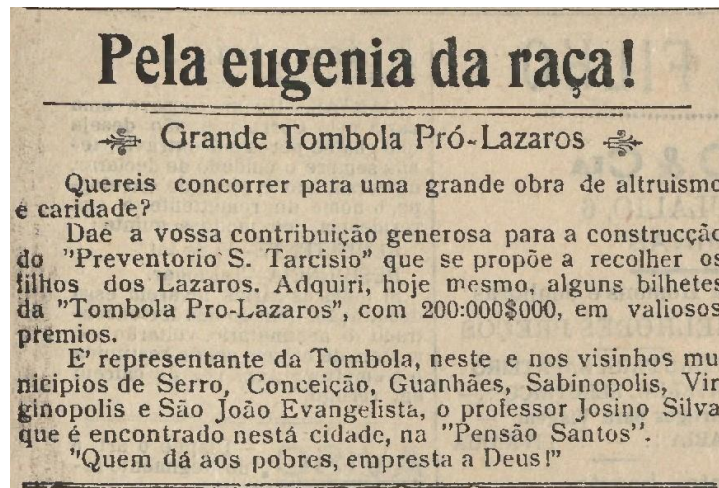 Pela eugenia da raça!
Grande Tombola Pró-Lazaros
Quereis concorrer para uma grande obra de altruismo
e caridade?
Dae a vossa contribuição generosa para a construcção
do "Preventorio S. Tarcisio" que se propõe a recolher os
filhos dos Lazaros. Adquiri, hoje mesmo, alguns bilhetes
da "Tombola Pro-Lazaros", com 200:000$000, em valiosos
premios.
E' representante da Tombola, neste e nos visinhos mu
nicipios de Serro, Conceição, Guanhães, Sabinopolis, Vir
ginopolis e São João Evangelista, o professor Josino Silva
que é encontrado nestá cidade, na "Pensão Santos".
"Quem dá aos pobres, empresta a Deus!"